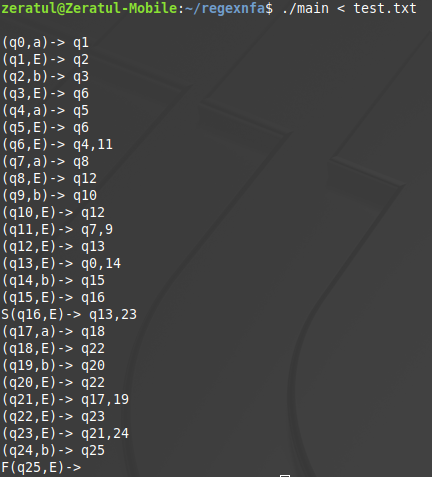 zeratul@Zeratul-Mobile:~/regexnfa$ ./main < test.txt
(q0,a)-> q1
(q1,E)-> q2
(q2,b)-> q3
(q3,E)-> q6
(q4,a)-> q5
(q5,E)-> q6
(q6,E)-> q4,11
(q7,a)-> q8
(q8,E)-> q12
(q9,b)-> q10
(q10,E)-> q12
(q11,E)-> q7,9
(q12,E)-> q13
(q13,E)-> q0,14
(q14,b)-> q15
(q15,E)-> q16
S(q16,E)-> q13,23
(q17,a)-> q18
(q18,E)-> q22
(q19,b)-> q20
(q20,E)-> q22
(q21,E)-> q17,19
(q22,E)-> q23
(q23,E)-> q21,24
(q24,b)-> q25
F(q25,E)->